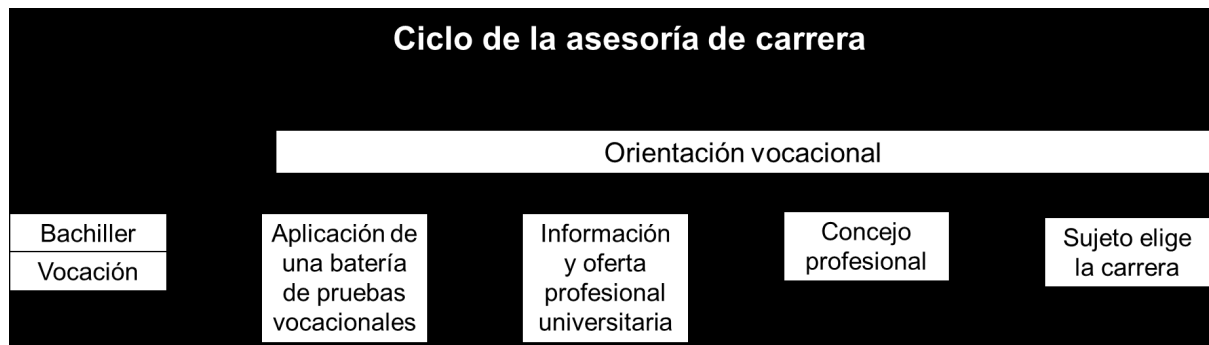 Ciclo de la asesoría de carrera
Orientación vocacional
Bachiller
Vocación
Aplicación de
una batería
de pruebas
vocacionales
Información
y oferta
profesional
universitaria
Concejo
profesional
Sujeto elige
la carrera